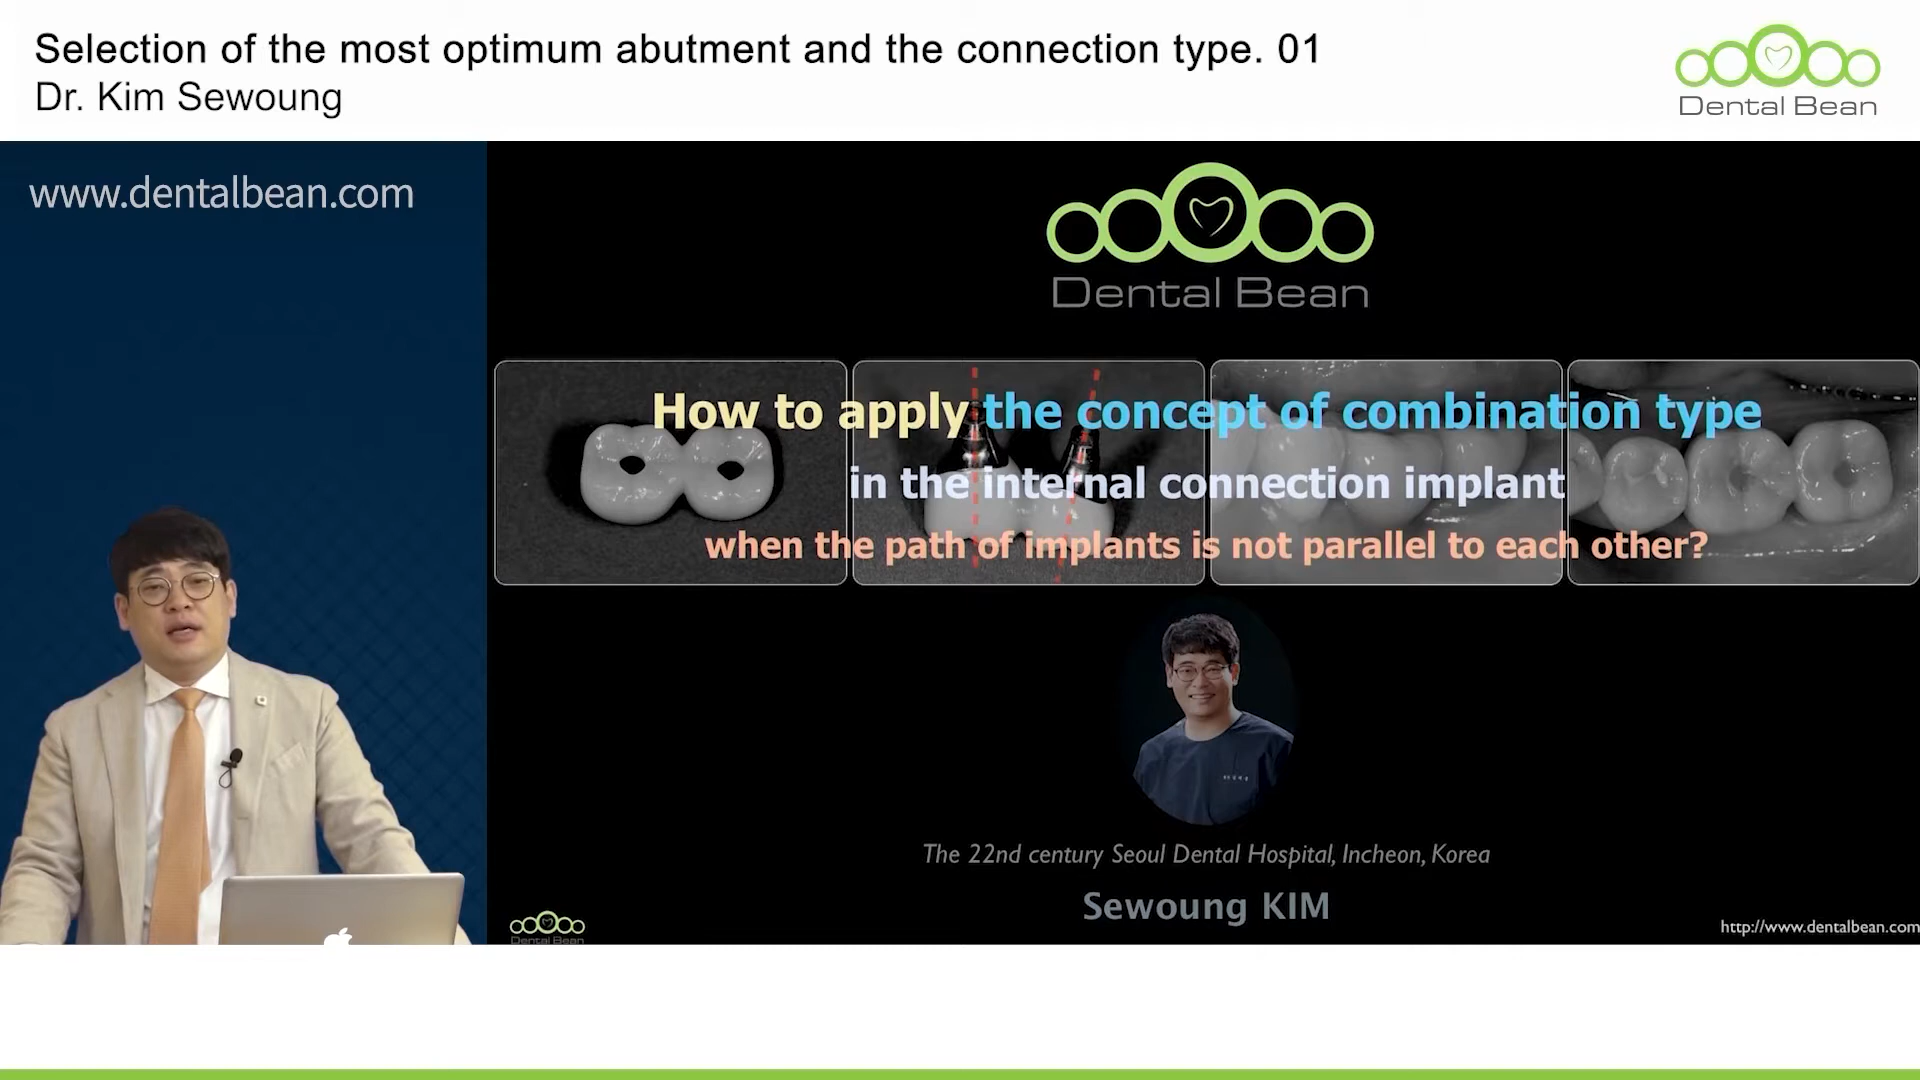 Selection of the most optimum abutment and the connection type. 01
Dr. Kim Sewoung
Dental Bean
www.dentalbean.com
Dental Bean
How to apply the concept of combination type
in the internal connection implant
when the path of implants is not parallel to each other?
The 22nd century Seoul Dental Hospital, Incheon, Korea
Sewoung KIM
Dental Bean
http://www.dentalbean.com